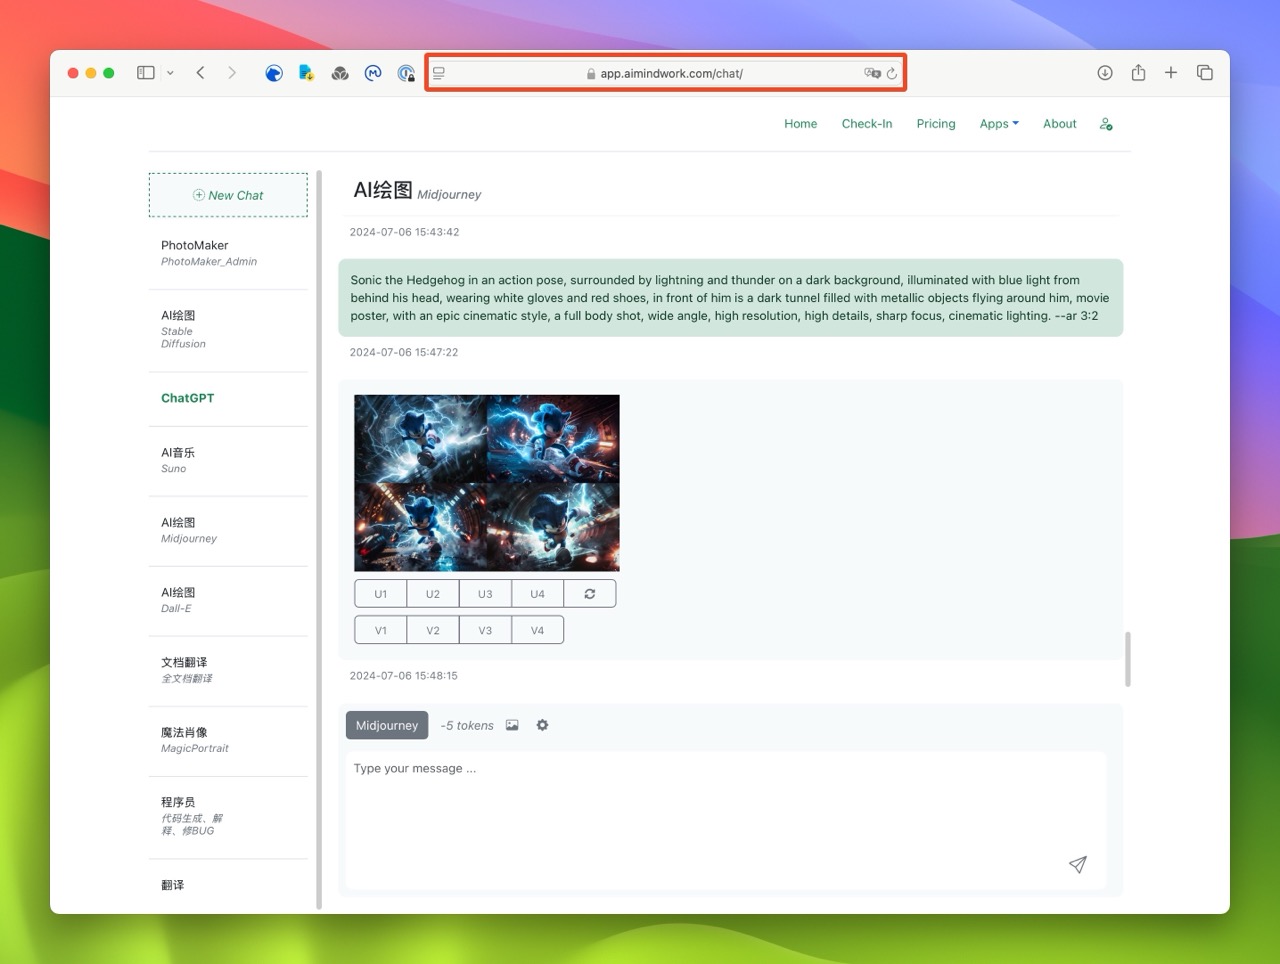 app.aimindwork.com/chat/
Home Check-In Pricing Apps About
New Chat
PhotoMaker
PhotoMaker_Admin
AI绘图
Stable
Diffusion
ChatGPT
AI音乐
Suno
AI绘图
Midjourney
AI绘图
Dall-E
文档翻译
全文档翻译
魔法肖像
MagicPortrait
程序员
代码生成、解
释、修BUG
翻译
AI绘图 Midjourney
2024-07-06 15:43:42
Sonic the Hedgehog in an action pose, surrounded by lightning and thunder on a dark background, illuminated with blue light from
behind his head, wearing white gloves and red shoes, in front of him is a dark tunnel filled with metallic objects flying around him, movie
poster, with an epic cinematic style, a full body shot, wide angle, high resolution, high details, sharp focus, cinematic lighting. --ar 3:2
2024-07-06 15:47:22
U1 U2 U3 U4
V1 V2 V3 V4
2024-07-06 15:48:15
Midjourney -5 tokens
Type your message ...